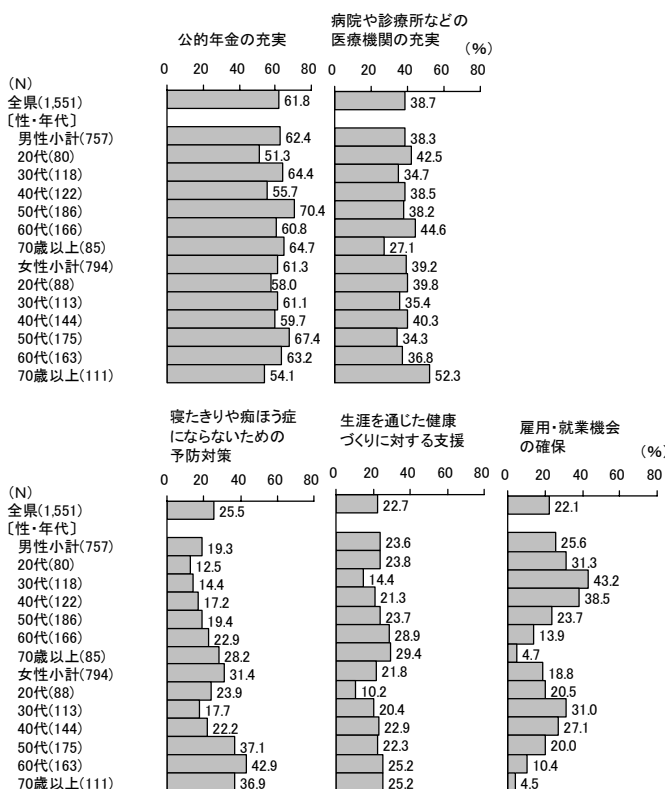 公的年金の充実
病院や診療所などの
医療機関の充実
(%)
0 20 40 60 80
0 20 40 60 80
(N)
全県(1,551) 61.8 38.7
〔性・年代〕
男性小計(757) 62.4 38.3
20代(80) 51.3 42.5
30代(118) 64.4 34.7
40代(122) 55.7 38.5
50代(186) 70.4 38.2
60代(166) 60.8 44.6
70歳以上(85) 64.7 27.1
女性小計(794) 61.3 39.2
20代(88) 58.0 39.8
30代(113) 61.1 35.4
40代(144) 59.7 40.3
50代(175) 67.4 34.3
60代(163) 63.2 36.8
70歳以上(111) 54.1 52.3
寝たきりや痴ほう症
にならないための
予防対策
生涯を通じた健康
づくりに対する支援
雇用・就業機会
の確保
(%)
0 20 40 60 80
0 20 40 60 80
0 20 40 60 80
(N)
全県(1,551) 25.5 22.7 22.1
〔性・年代〕
男性小計(757) 19.3 23.6 25.6
20代(80) 12.5 23.8 31.3
30代(118) 14.4 14.4 43.2
40代(122) 17.2 21.3 38.5
50代(186) 19.4 23.7 23.7
60代(166) 22.9 28.9 13.9
70歳以上(85) 28.2 29.4 4.7
女性小計(794) 31.4 21.8 18.8
20代(88) 23.9 10.2 20.5
30代(113) 17.7 20.4 31.0
40代(144) 22.2 22.9 27.1
50代(175) 37.1 22.3 20.0
60代(163) 42.9 25.2 10.4
70歳以上(111) 36.9 25.2 4.5